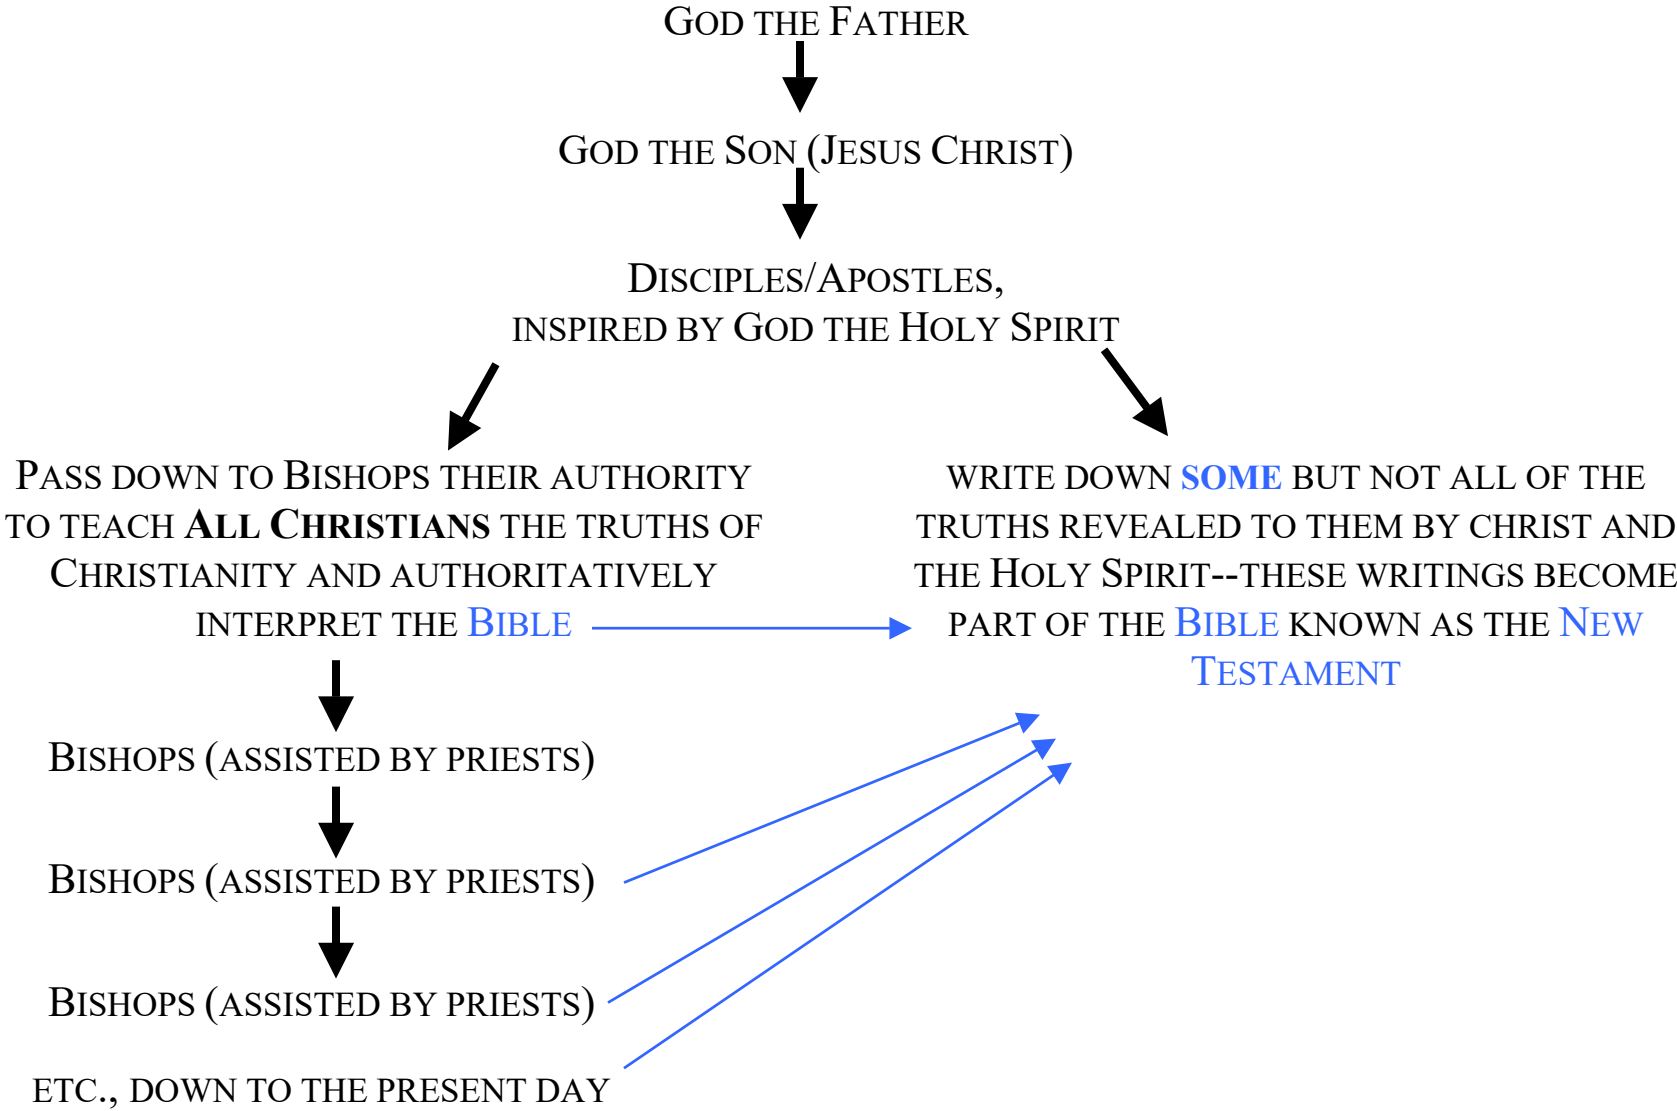 GOD THE FATHER
GOD THE SON (JESUS CHRIST)
DISCIPLES/APOSTLES,
INSPIRED BY GOD THE HOLY SPIRIT
PASS DOWN TO BISHOPS THEIR AUTHORITY
TO TEACH ALL CHRISTIANS THE TRUTHS OF
CHRISTIANITY AND AUTHORITATIVELY
INTERPRET THE BIBLE
WRITE DOWN SOME BUT NOT ALL OF THE
TRUTHS REVEALED TO THEM BY CHRIST AND
THE HOLY SPIRIT--THESE WRITINGS BECOME
PART OF THE BIBLE KNOWN AS THE NEW
TESTAMENT
BISHOPS (ASSISTED BY PRIESTS)
BISHOPS (ASSISTED BY PRIESTS)
BISHOPS (ASSISTED BY PRIESTS)
ETC., DOWN TO THE PRESENT DAY